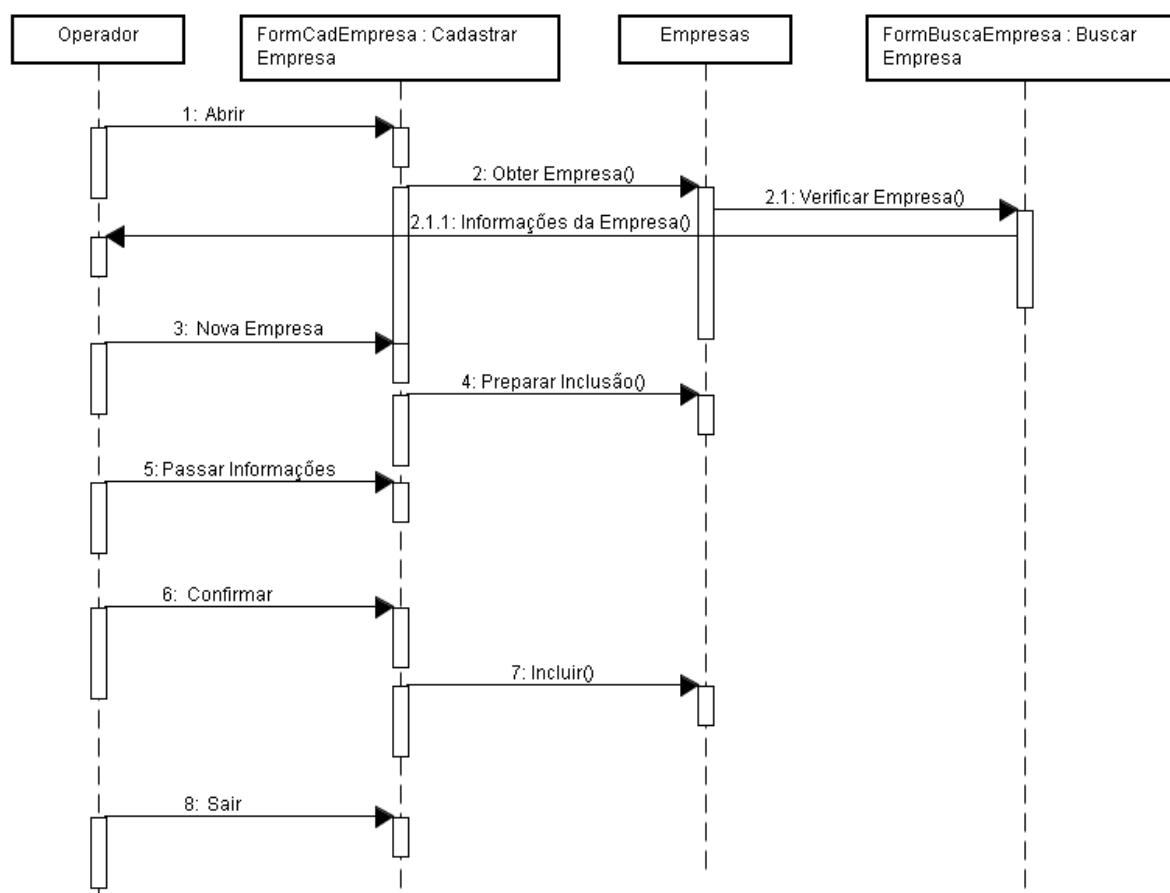 Operador
FormCadEmpresa : Cadastrar
Empresa
Empresas
FormBuscaEmpresa : Buscar
Empresa
1: Abrir
2: Obter Empresa()
2.1: Verificar Empresa()
2.1.1: Informações da Empresa()
3: Nova Empresa
4: Preparar Inclusão()
5: Passar Informações
6: Confirmar
7: Incluir()
8: Sair